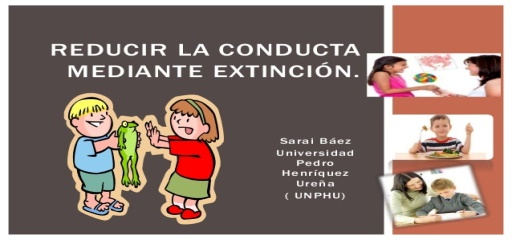 REDUCIR LA CONDUCTA
MEDIANTE EXTINCIÓN.
Sarai Báez
Universidad
Pedro
Henríquez
Ureña
( UNPHU)